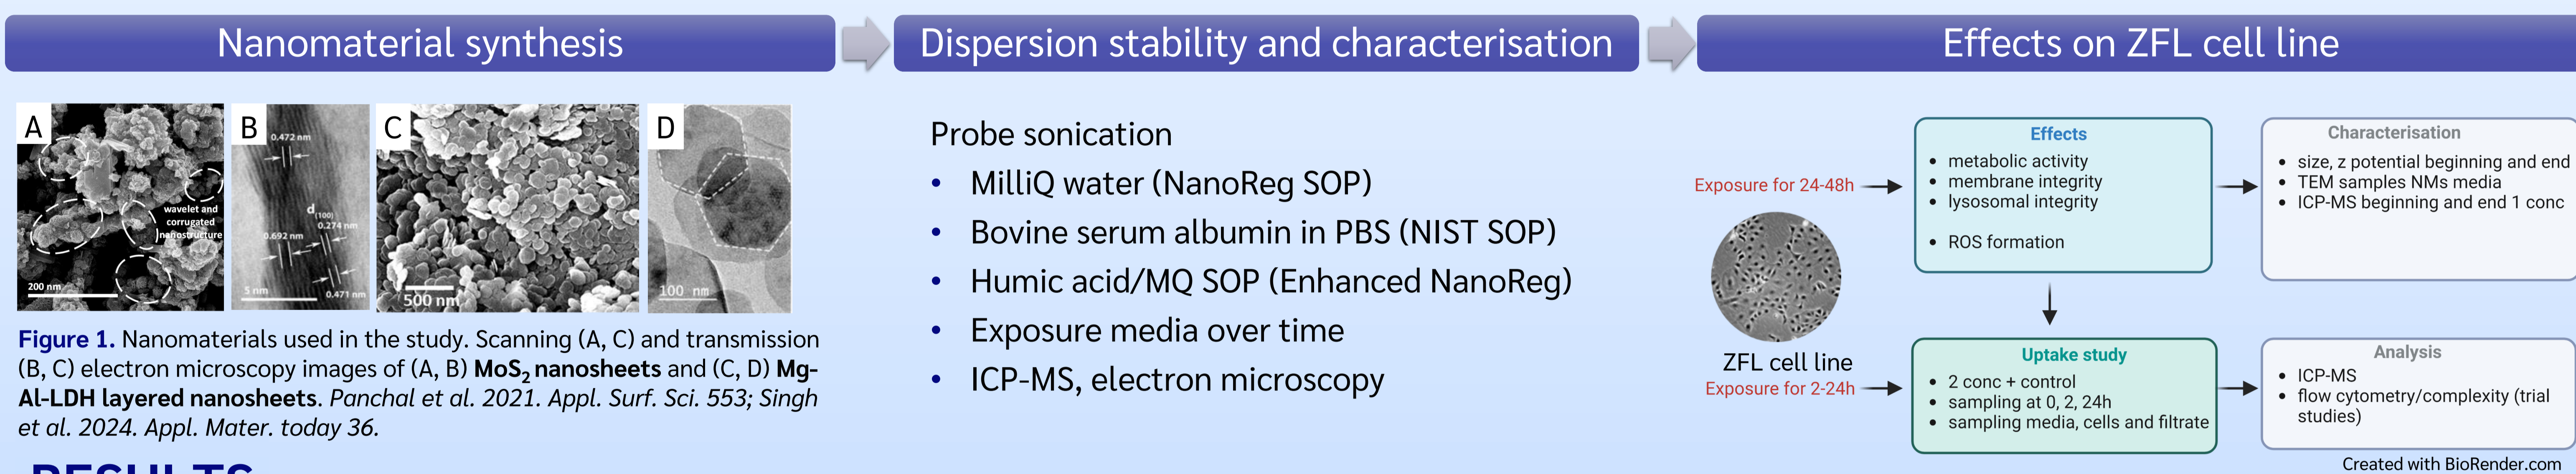 Nanomaterial synthesis
Dispersion stability and characterisation
Effects on ZFL cell line
A
wavelet and
corrugated
nanostructure
200 nm
B
0.472 nm
d(100)
0.274 nm
0.692 nm
5 nm
0.471 nm
C
500 nm
D
100 nm
Figure 1. Nanomaterials used in the study. Scanning (A, C) and transmission
(B, C) electron microscopy images of (A, B) MoS₂ nanosheets and (C, D) Mg-
Al-LDH layered nanosheets. Panchal et al. 2021. Appl. Surf. Sci. 553; Singh
et al. 2024. Appl. Mater. today 36.
Probe sonication
• MilliQ water (NanoReg SOP)
• Bovine serum albumin in PBS (NIST SOP)
• Humic acid/MQ SOP (Enhanced NanoReg)
• Exposure media over time
• ICP-MS, electron microscopy
Exposure for 24-48h
ZFL cell line
Exposure for 2-24h
Effects
• metabolic activity
• membrane integrity
• lysosomal integrity
• ROS formation
Characterisation
• size, z potential beginning and end
• TEM samples NMs media
• ICP-MS beginning and end 1 conc
Uptake study
• 2 conc + control
• sampling at 0, 2, 24h
• sampling media, cells and filtrate
Analysis
• ICP-MS
• flow cytometry/complexity (trial
studies)
Created with BioRender.com
RESULTS